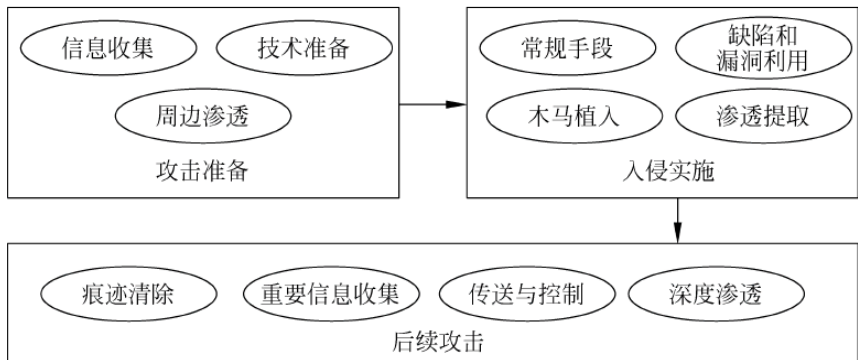 信息收集
技术准备
周边渗透
攻击准备
常规手段
缺陷和
漏洞利用
木马植入
渗透提取
入侵实施
痕迹清除
重要信息收集
传送与控制
深度渗透
后续攻击